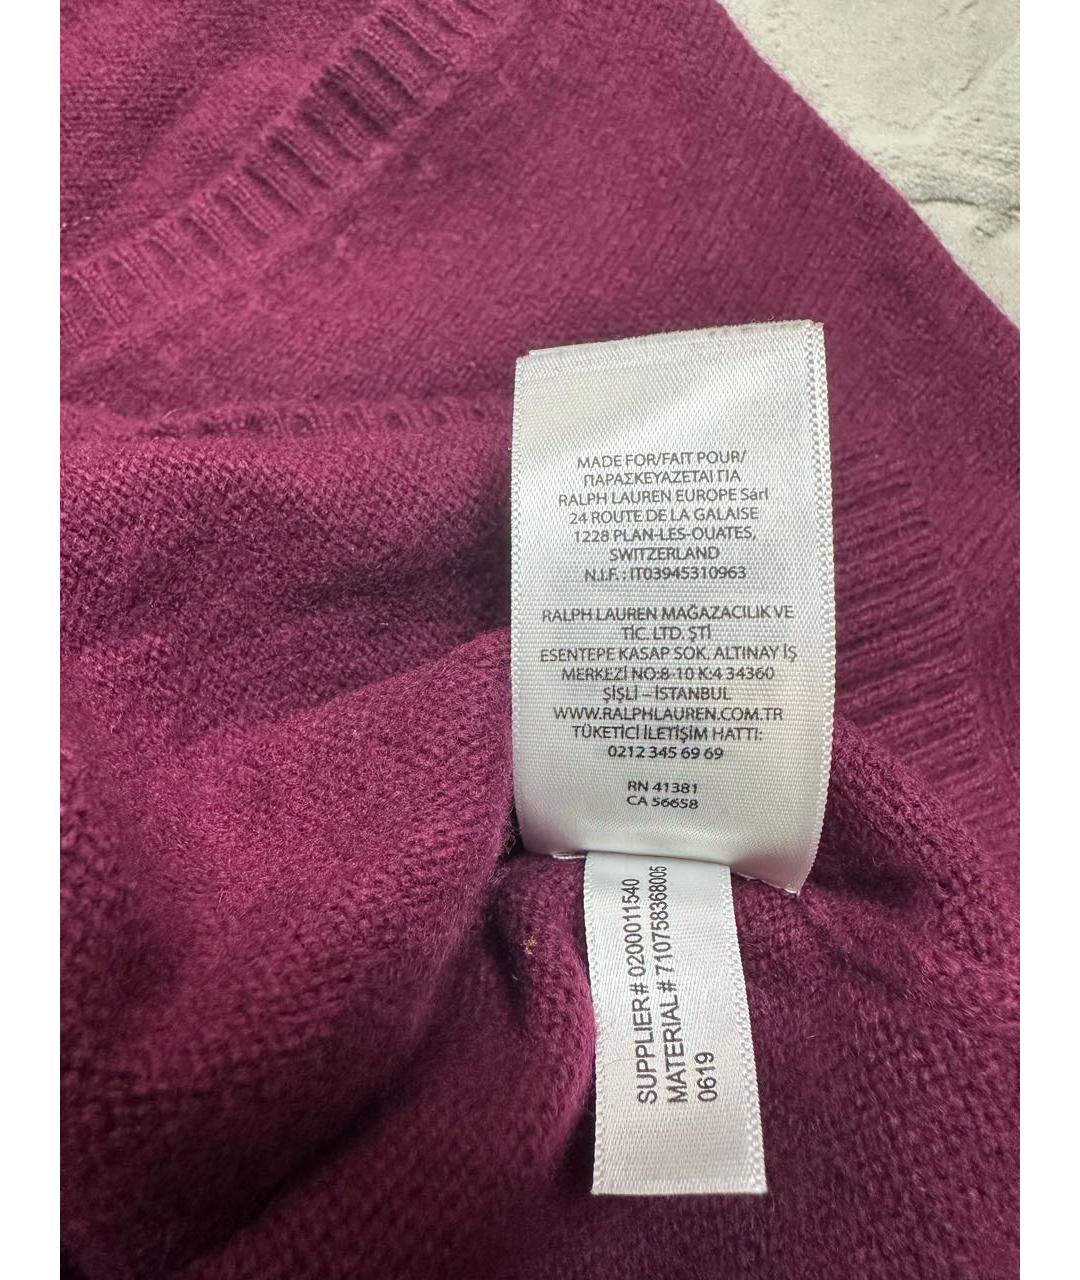 MADE FOR/FAIT POUR/
ΠΑΡΑΣΚΕΥΑΖΕΤΑΙ ΓΙΑ
RALPH LAUREN EUROPE Sárl
24 ROUTE DE LA GALAISE
1228 PLAN-LES-OUATES,
SWITZERLAND
N.I.F. : IT03945310963
RALPH LAUREN MAĞAZACILIK VE
TİC. LTD. ŞTİ
ESENTEPE KASAP SOK. ALTINAY İŞ
MERKEZİ NO:8-10 K:4 34360
ŞİŞLİ – İSTANBUL
WWW.RALPHLAUREN.COM.TR
TÜKETİCİ İLETİŞİM HATTI:
0212 345 69 69
RN 41381
CA 56658
SUPPLIER# 0200011540
MATERIAL# 710758368005
0619